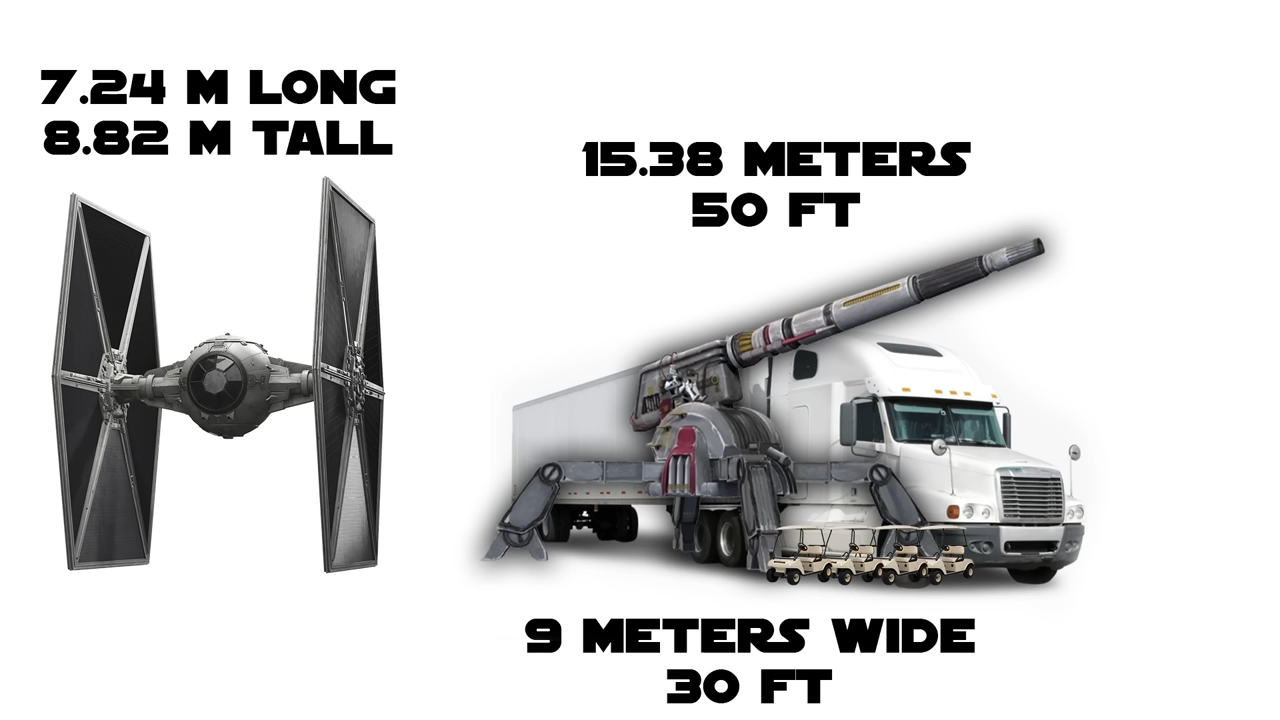 7.24 M LONG
8.82 M TALL
15.38 METERS
50 FT
9 METERS WIDE
30 FT